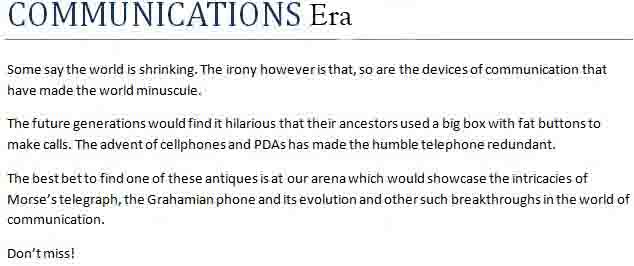 COMMUNICATIONS Era
Some say the world is shrinking. The irony however is that, so are the devices of communication that
have made the world minuscule.
The future generations would find it hilarious that their ancestors used a big box with fat buttons to
make calls. The advent of cellphones and PDAs has made the humble telephone redundant.
The best bet to find one of these antiques is at our arena which would showcase the intricacies of
Morse's telegraph, the Grahamian phone and its evolution and other such breakthroughs in the world of
communication.
Don't miss!